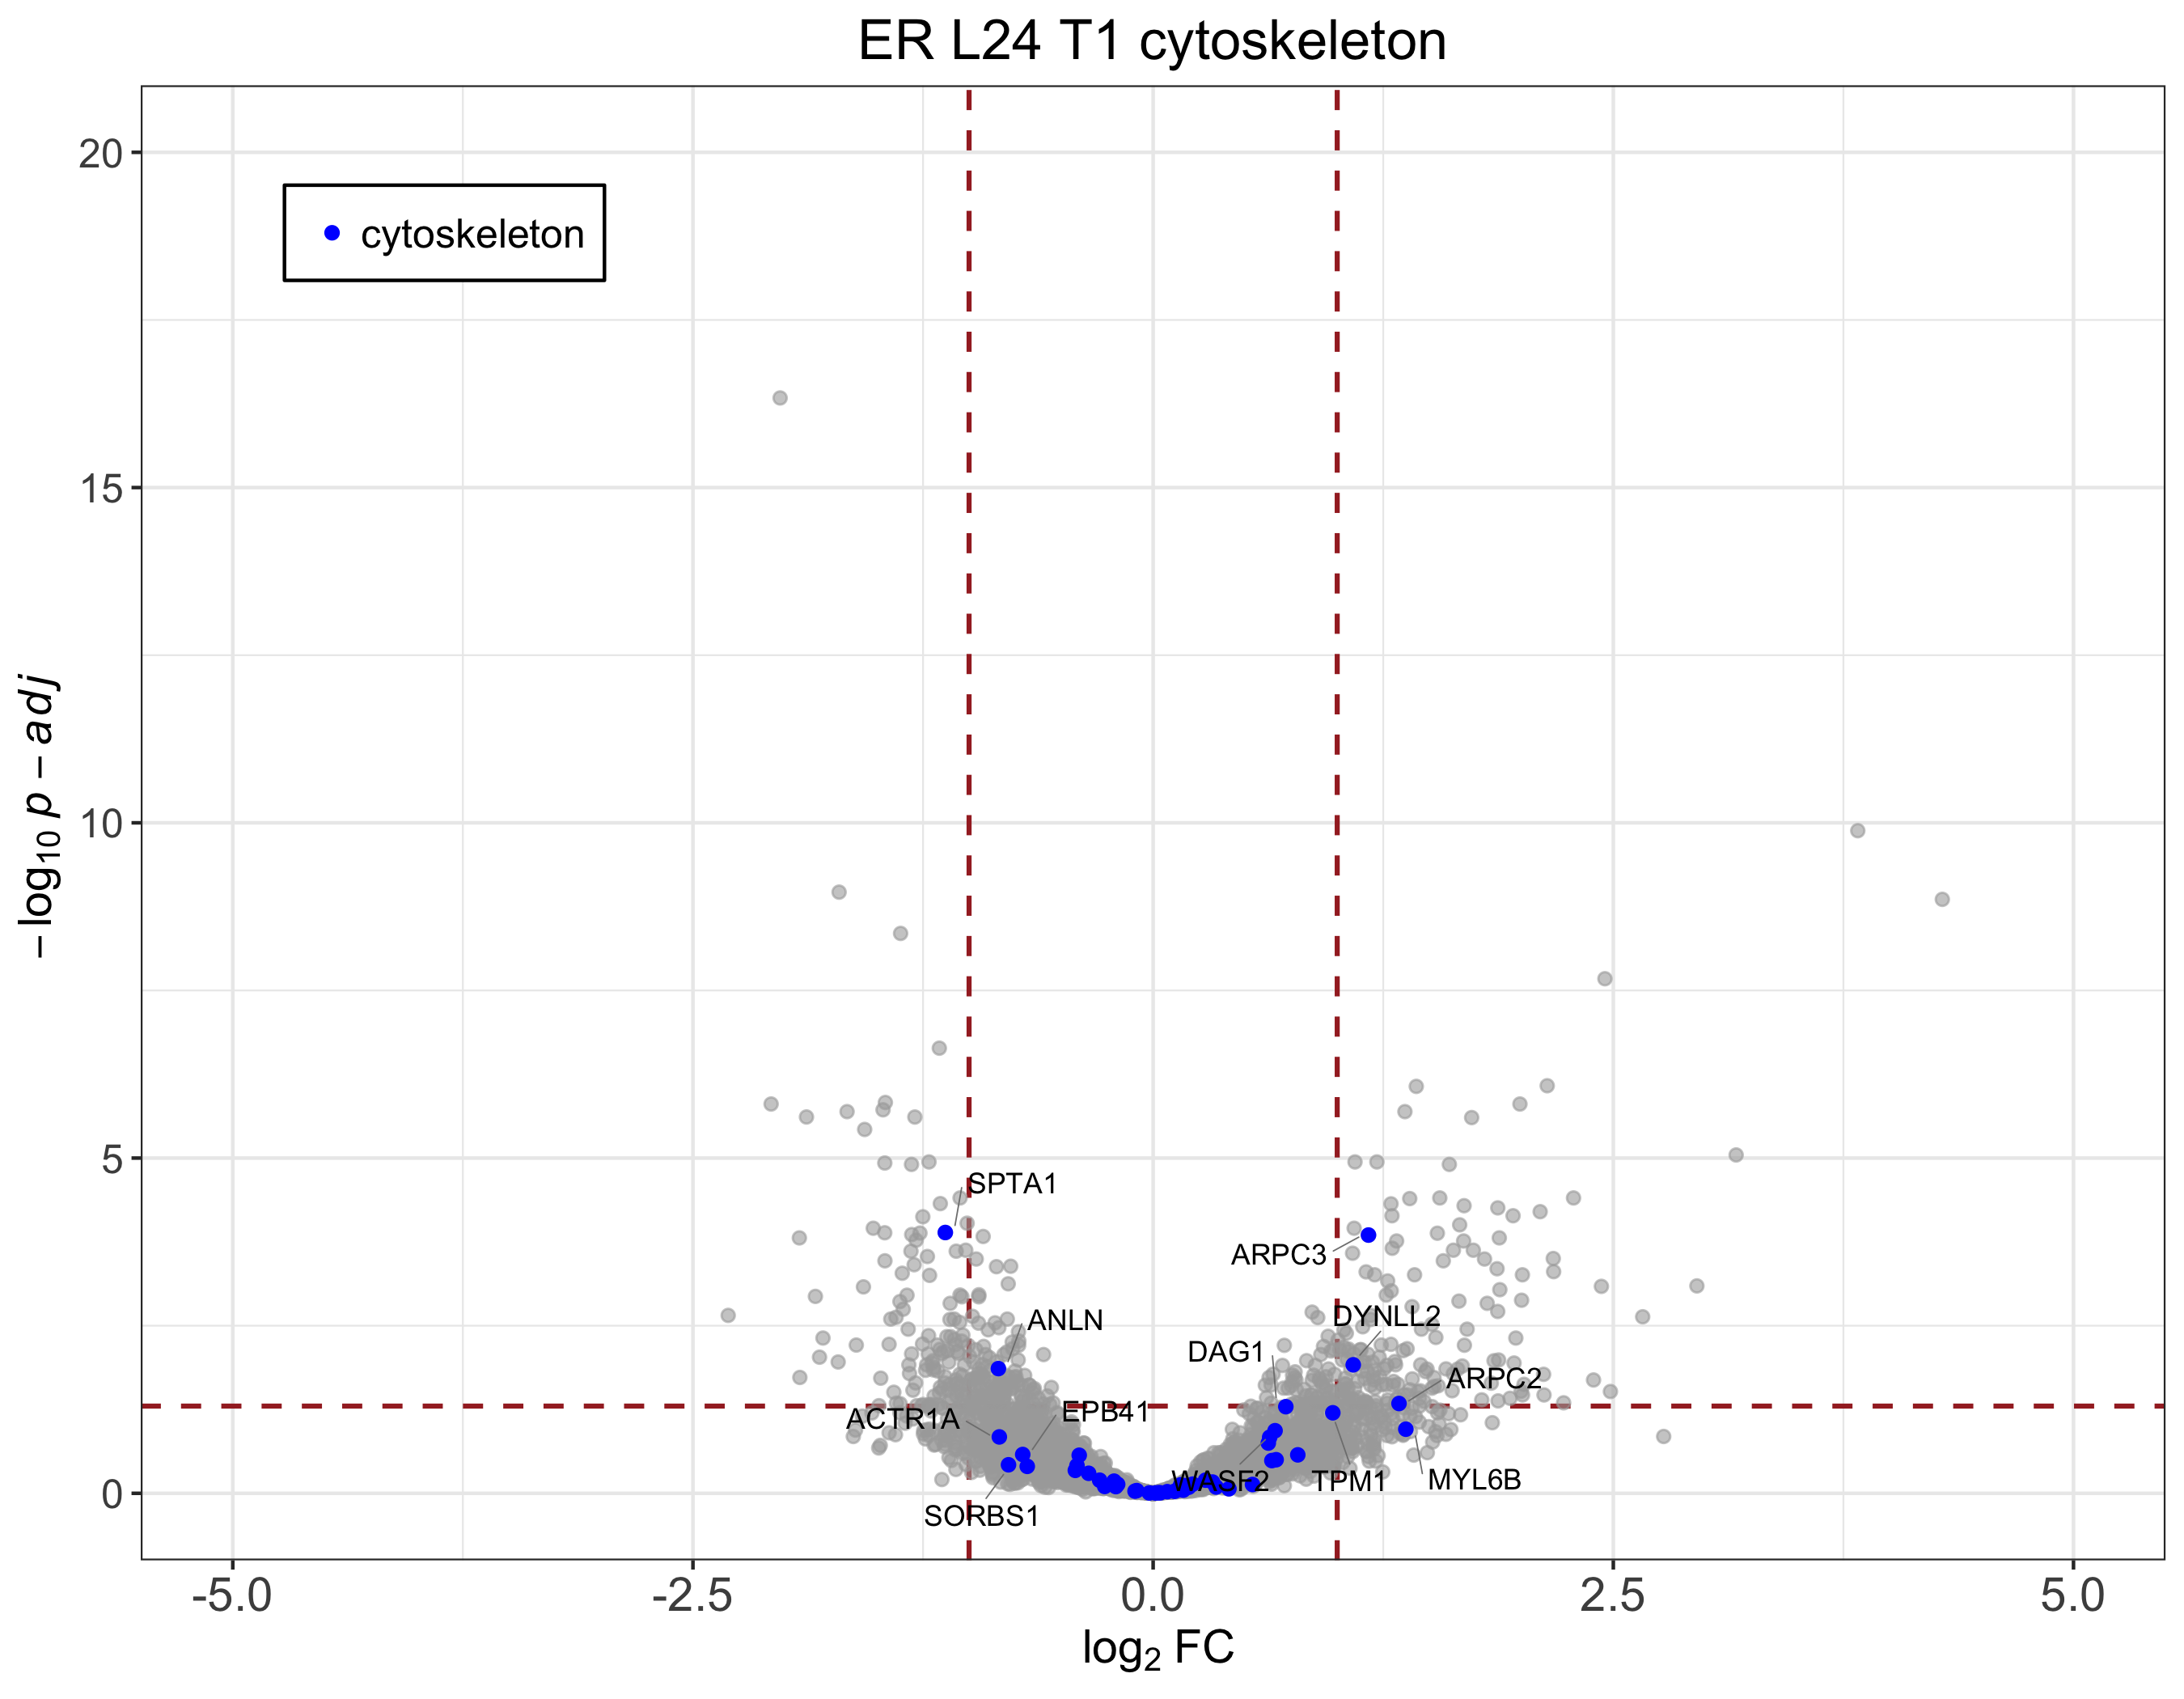 ER L24 T1 cytoskeleton
20
cytoskeleton
15
10
5
0
−log10 p − adj
SPTA1
ARPC3
ANLN
DYNLL2
DAG1
ARPC2
ACTR1A
EPB41
WASF2
TPM1
MYL6B
SORBS1
-5.0
-2.5
0.0
2.5
5.0
log2 FC